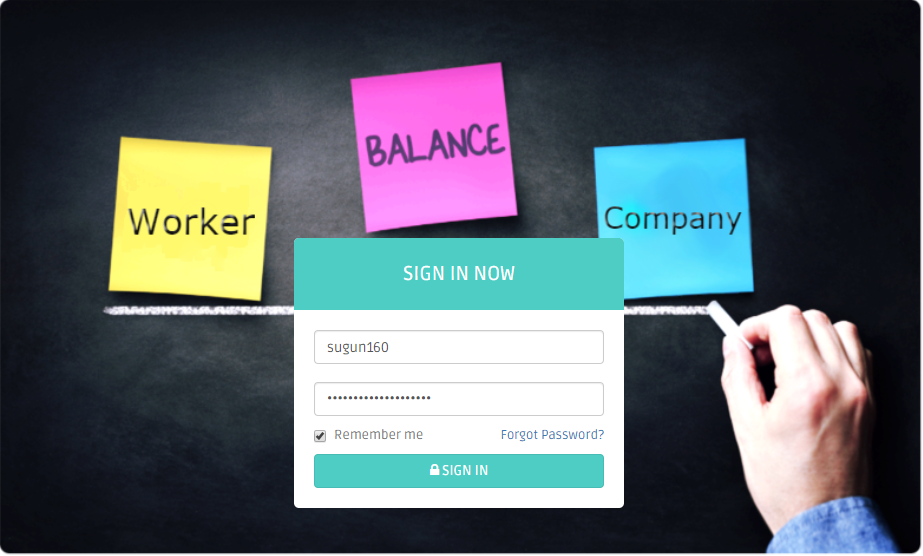 BALANCE
Worker
Company
SIGN IN NOW
sugun160
••••••••••••••••••••
Remember me
Forgot Password?
SIGN IN